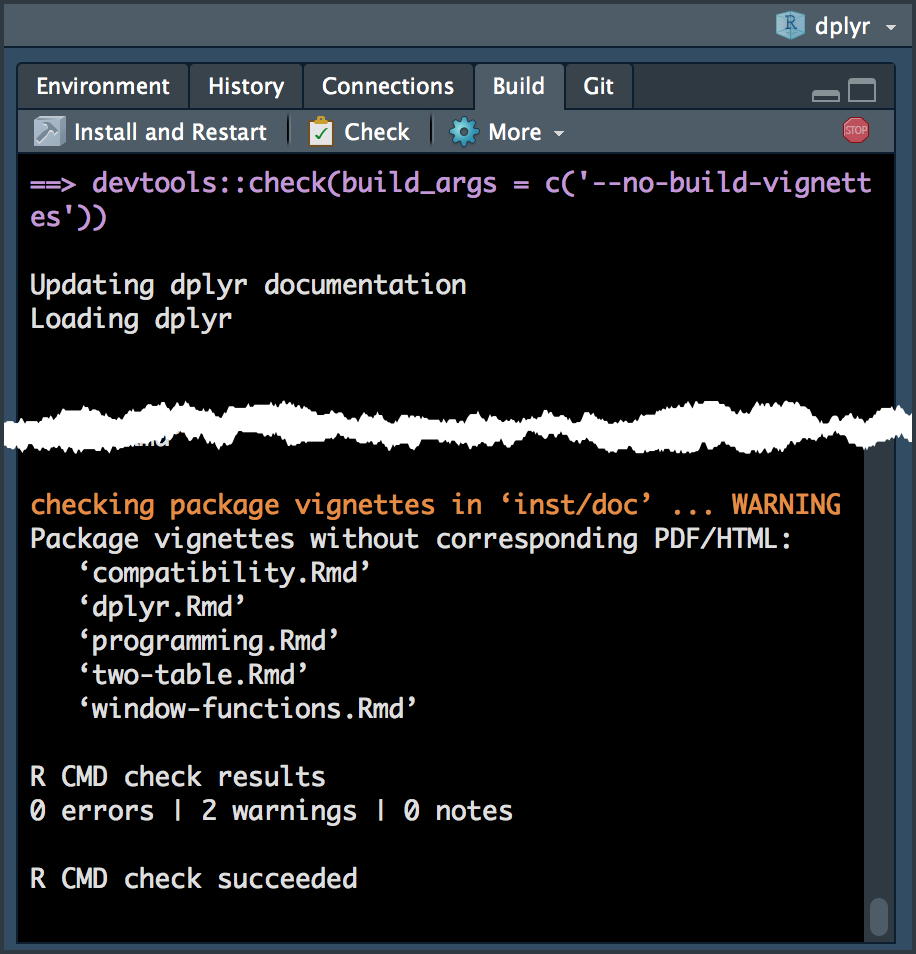 dplyr
Environment History Connections Build Git
Install and Restart Check More STOP
==> devtools::check(build_args = c('--no-build-vignett
es'))
Updating dplyr documentation
Loading dplyr
checking package vignettes in ‘inst/doc’ ... WARNING
Package vignettes without corresponding PDF/HTML:
‘compatibility.Rmd’
‘dplyr.Rmd’
‘programming.Rmd’
‘two-table.Rmd’
‘window-functions.Rmd’
R CMD check results
0 errors | 2 warnings | 0 notes
R CMD check succeeded